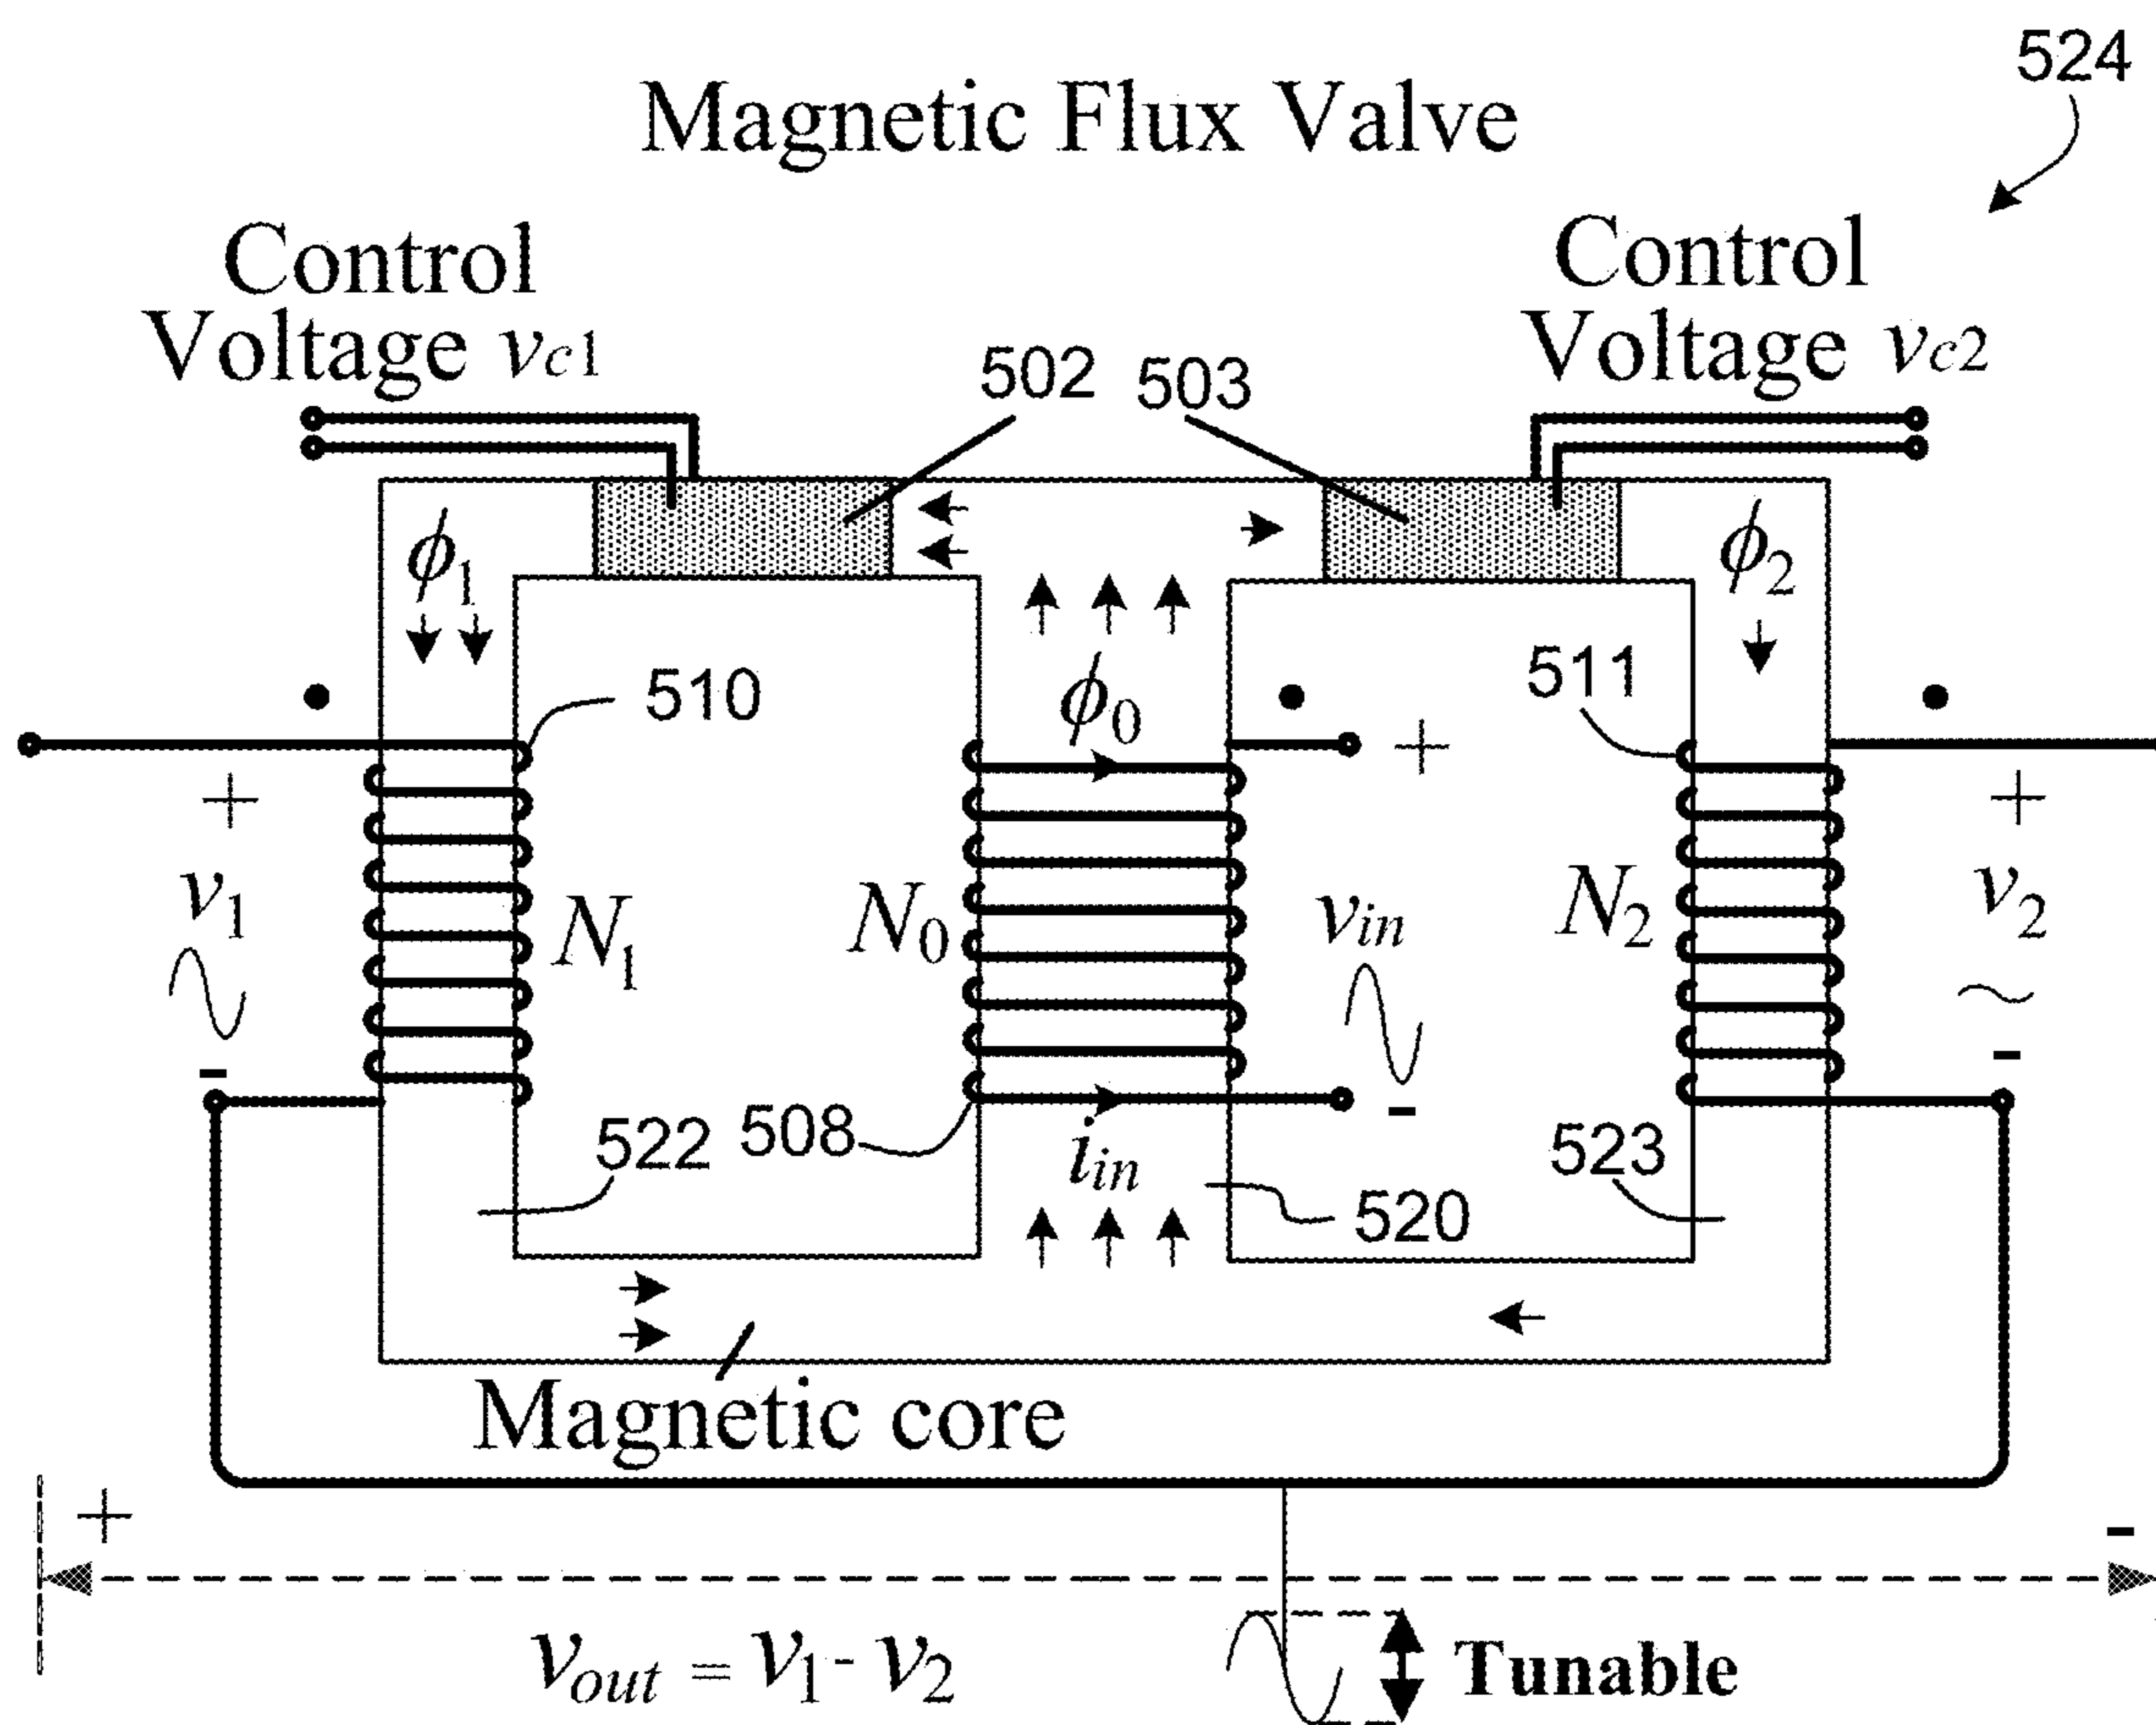 524
Magnetic Flux Valve
Control
Voltage vc1
Control
Voltage vc2
502
503
ϕ1
ϕ2
510
ϕ0
511
+
+
+
v1
N1
N0
vin
N2
v2
-
-
-
522
508
iin
520
523
Magnetic core
+
-
vout = v1 - v2
Tunable